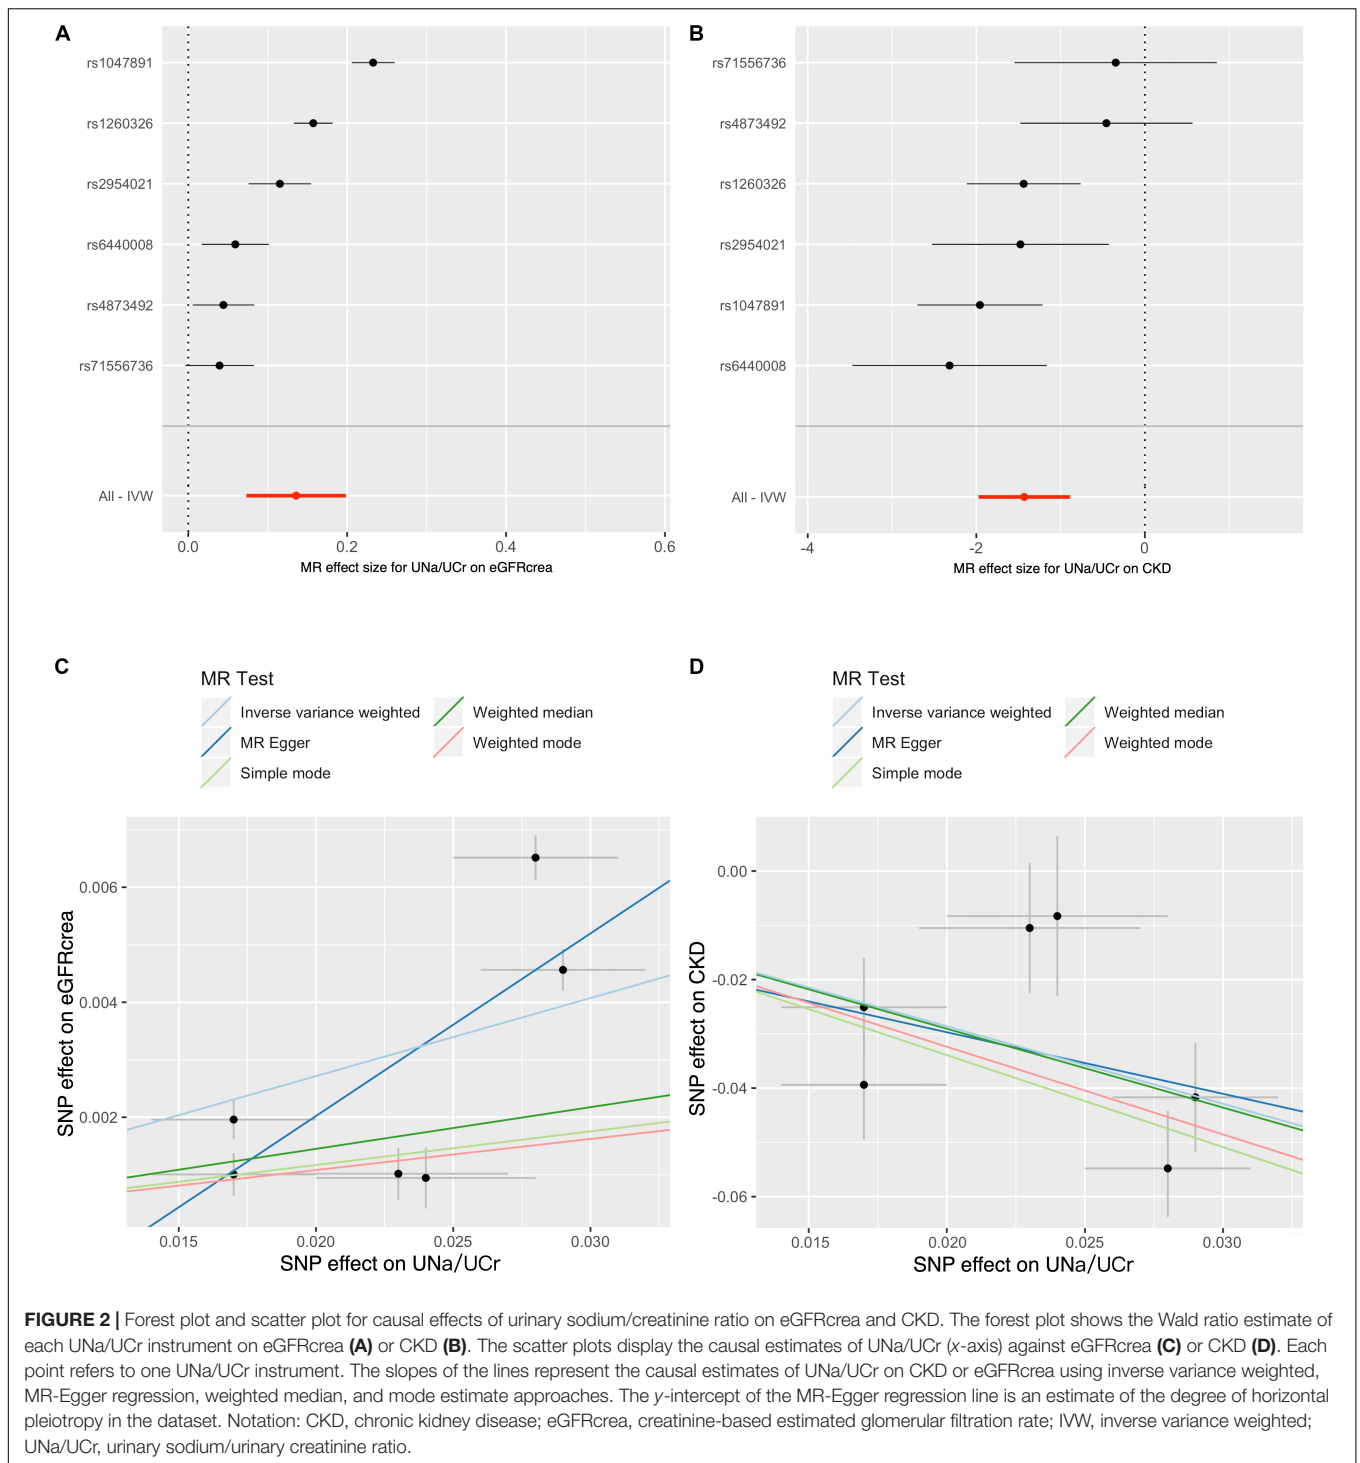 A
rs1047891
rs1260326
rs2954021
rs6440008
rs4873492
rs71556736
All - IVW
0.0 0.2 0.4 0.6
MR effect size for UNa/UCr on eGFRcrea
B
rs71556736
rs4873492
rs1260326
rs2954021
rs1047891
rs6440008
All - IVW
-4 -2 0
MR effect size for UNa/UCr on CKD
C
MR Test
Inverse variance weighted Weighted median
MR Egger Weighted mode
Simple mode
SNP effect on eGFRcrea
0.006
0.004
0.002
0.015 0.020 0.025 0.030
SNP effect on UNa/UCr
D
MR Test
Inverse variance weighted Weighted median
MR Egger Weighted mode
Simple mode
SNP effect on CKD
0.00
-0.02
-0.04
-0.06
0.015 0.020 0.025 0.030
SNP effect on UNa/UCr
FIGURE 2 | Forest plot and scatter plot for causal effects of urinary sodium/creatinine ratio on eGFRcrea and CKD. The forest plot shows the Wald ratio estimate of
each UNa/UCr instrument on eGFRcrea (A) or CKD (B). The scatter plots display the causal estimates of UNa/UCr (x-axis) against eGFRcrea (C) or CKD (D). Each
point refers to one UNa/UCr instrument. The slopes of the lines represent the causal estimates of UNa/UCr on CKD or eGFRcrea using inverse variance weighted,
MR-Egger regression, weighted median, and mode estimate approaches. The y-intercept of the MR-Egger regression line is an estimate of the degree of horizontal
pleiotropy in the dataset. Notation: CKD, chronic kidney disease; eGFRcrea, creatinine-based estimated glomerular filtration rate; IVW, inverse variance weighted;
UNa/UCr, urinary sodium/urinary creatinine ratio.